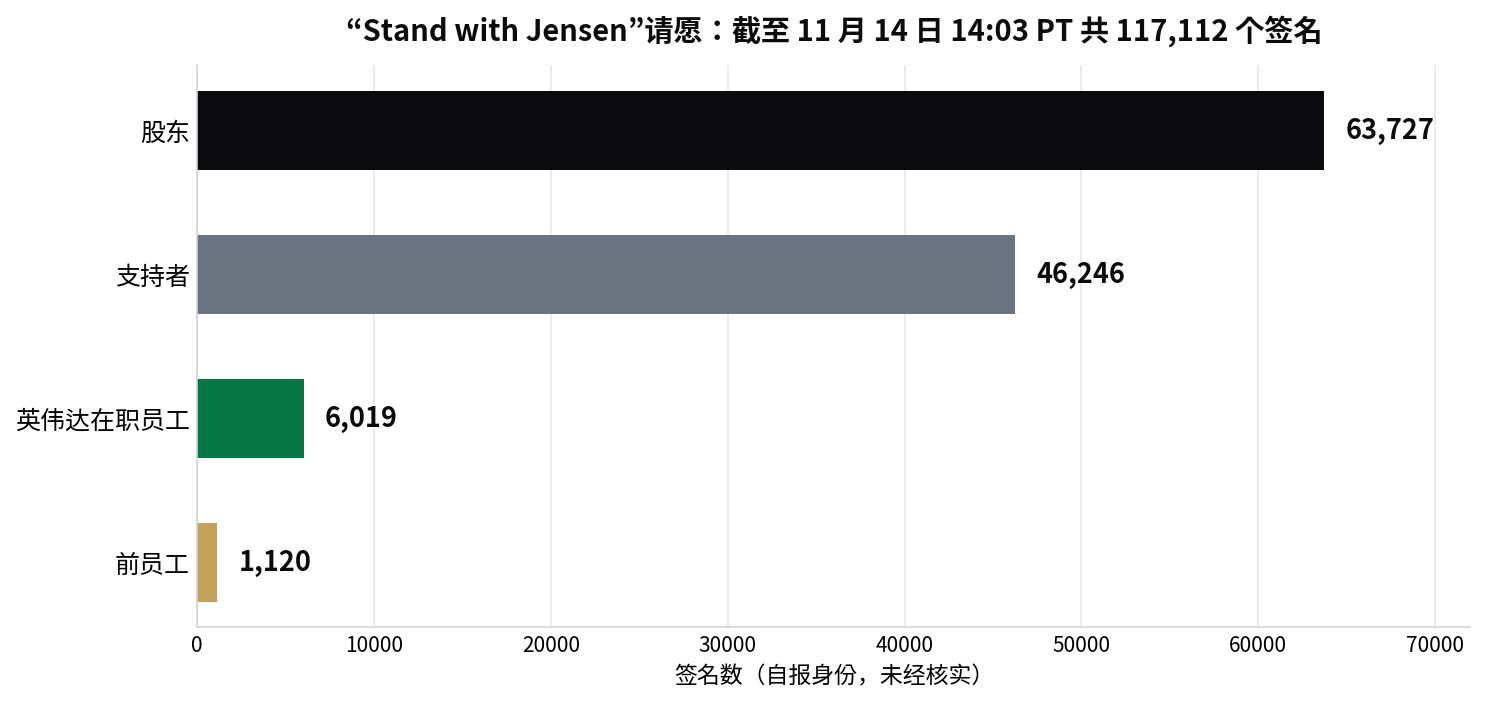 “Stand with Jensen”请愿：截至 11 月 14 日 14:03 PT 共 117,112 个签名
股东
63,727
支持者
46,246
英伟达在职员工
6,019
前员工
1,120
0 10000 20000 30000 40000 50000 60000 70000
签名数（自报身份，未经核实）